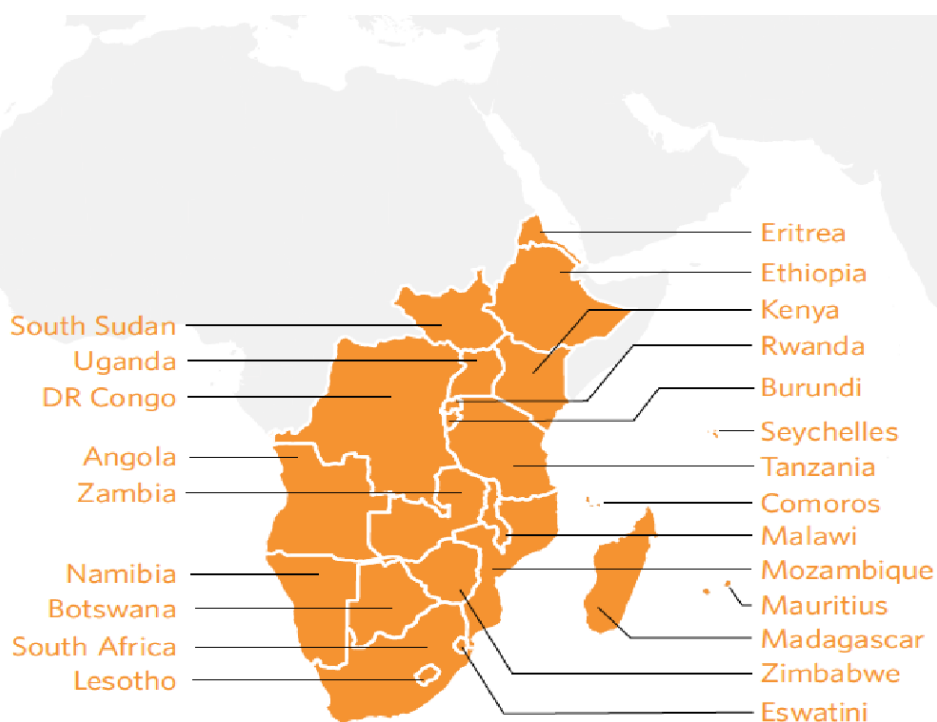 South Sudan
Uganda
DR Congo
Angola
Zambia
Namibia
Botswana
South Africa
Lesotho
Eritrea
Ethiopia
Kenya
Rwanda
Burundi
Seychelles
Tanzania
Comoros
Malawi
Mozambique
Mauritius
Madagascar
Zimbabwe
Eswatini